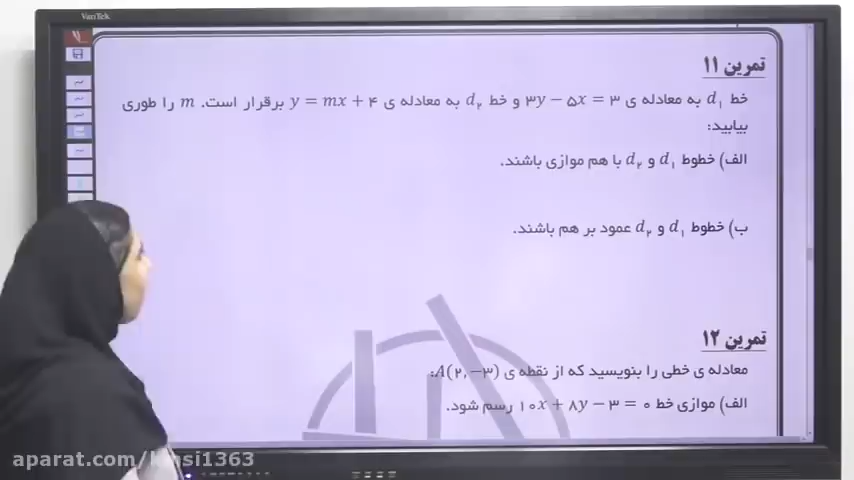 VariTek
تمرین ۱۱
خط d۱ به معادله ی ۳y − ۵x = ۳ و خط d۲ به معادله ی y = mx + ۴ برقرار است. m را طوری
بیابید:
الف) خطوط d۱ و d۲ با هم موازی باشند.
ب) خطوط d۱ و d۲ عمود بر هم باشند.
تمرین ۱۲
معادله ی خطی را بنویسید که از نقطه ی A(۲, −۳):
الف) موازی خط ۱۰x + ۸y − ۳ = ۰ رسم شود.